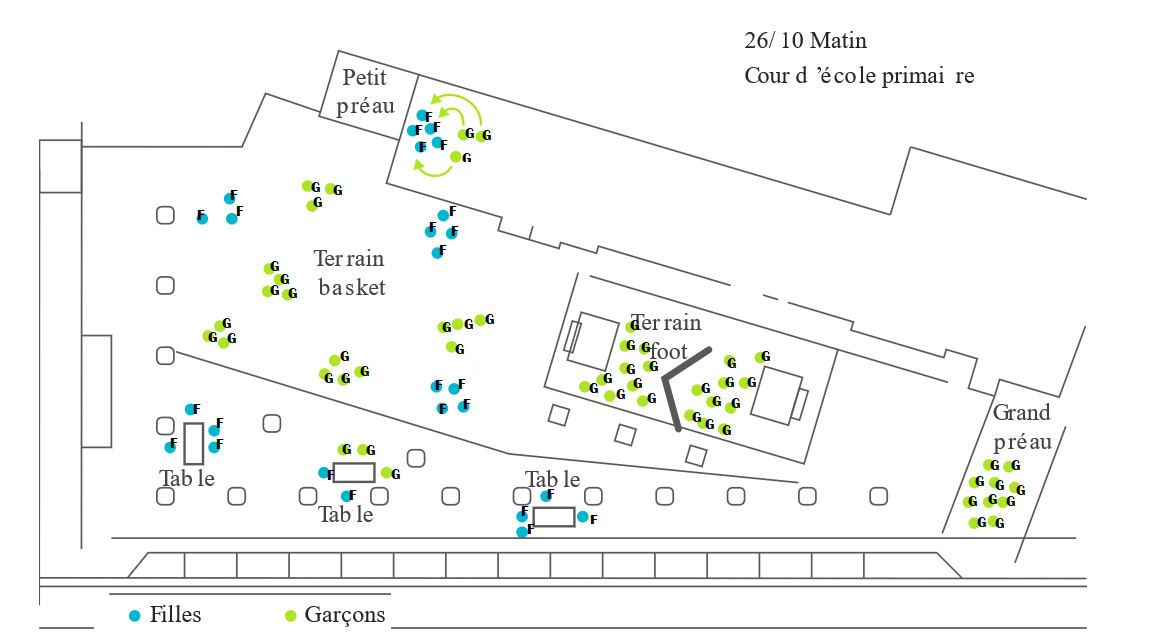 26/10 Matin
Cour d'école primaire
Petit
préau
F
F F
F F
G G
G
G G
G
F
F F
F
F F
F
Terrain
basket
G
G
G G
G
G G
G G G
G
Terrain
foot
G
G G
G G
G G G
G G
G G
G G G
G G
G G G
G
G G
G G
F F
F F
F
F
F F
Table
G G
F G
F
Table
Table
F
F F
F
Grand
préau
G G
G G G
G G G
G G
Filles
Garçons